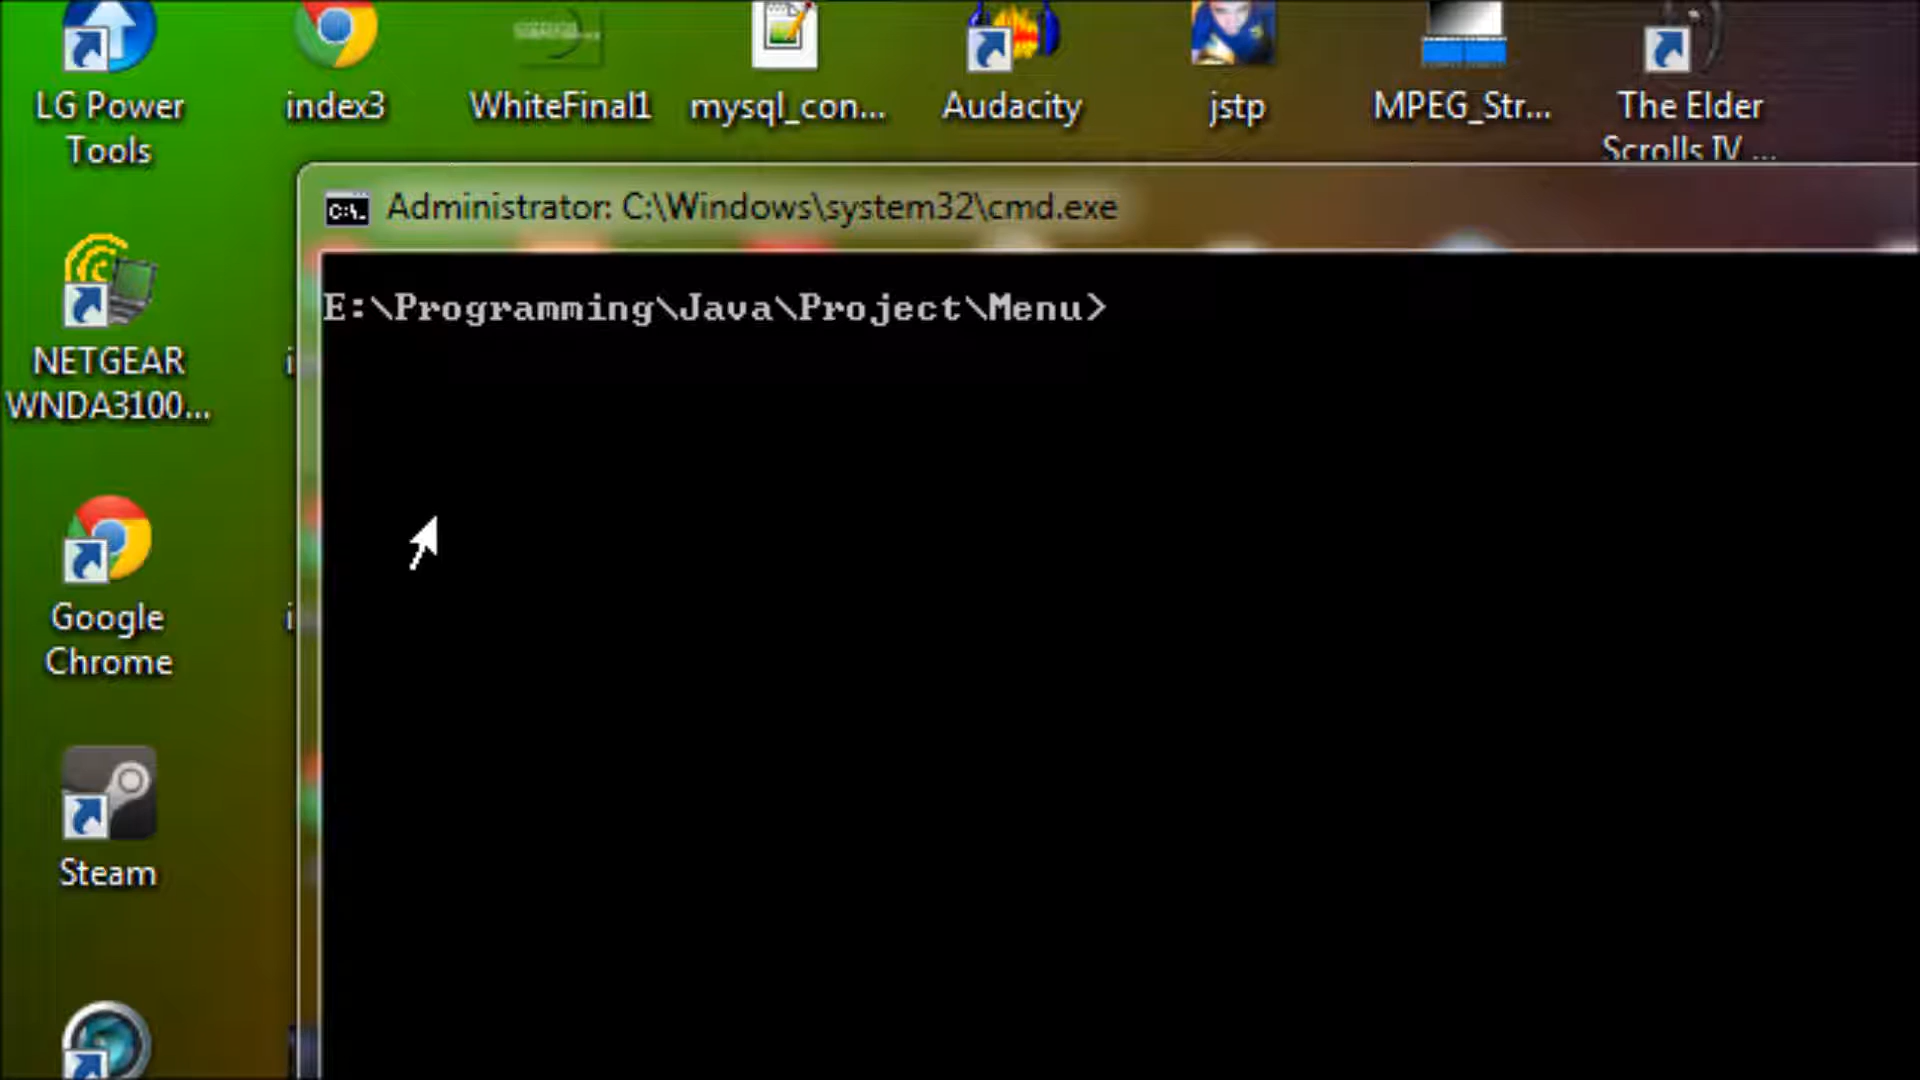 LG Power
Tools
index3
WhiteFinal1
mysql_con...
Audacity
jstp
MPEG_Str...
The Elder
Scrolls IV ...
C:\.
Administrator: C:\Windows\system32\cmd.exe
E:\Programming\Java\Project\Menu>
NETGEAR
WNDA3100...
i
Google
Chrome
i
Steam